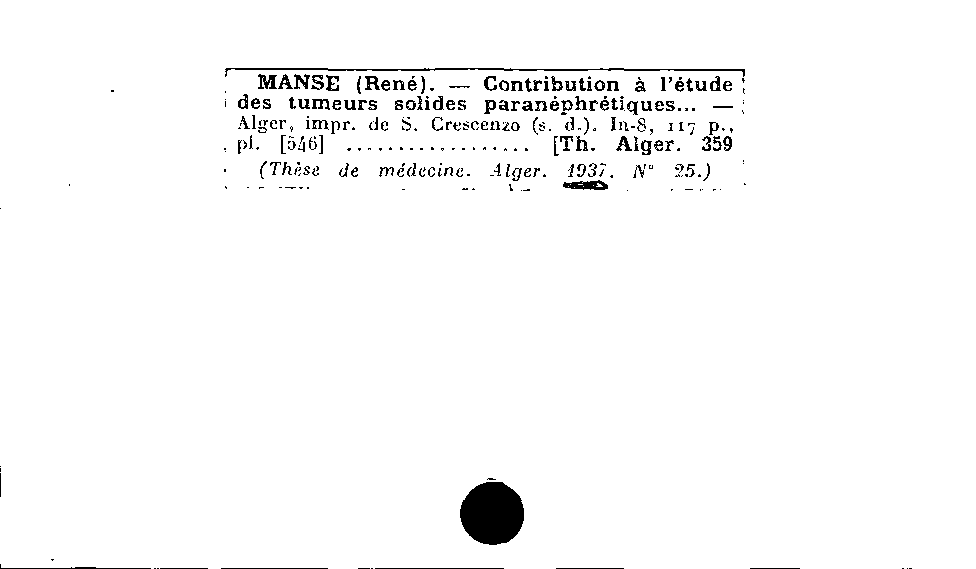 MANSE (René). — Contribution à l'étude
des tumeurs solides paranéphrétiques... —
Alger, impr. de S. Crescenzo (s. d.). In-8, 117 p.,
pl. [546] .................. [Th. Alger. 359
(Thèse de médecine. Alger. 1937. N° 25.)